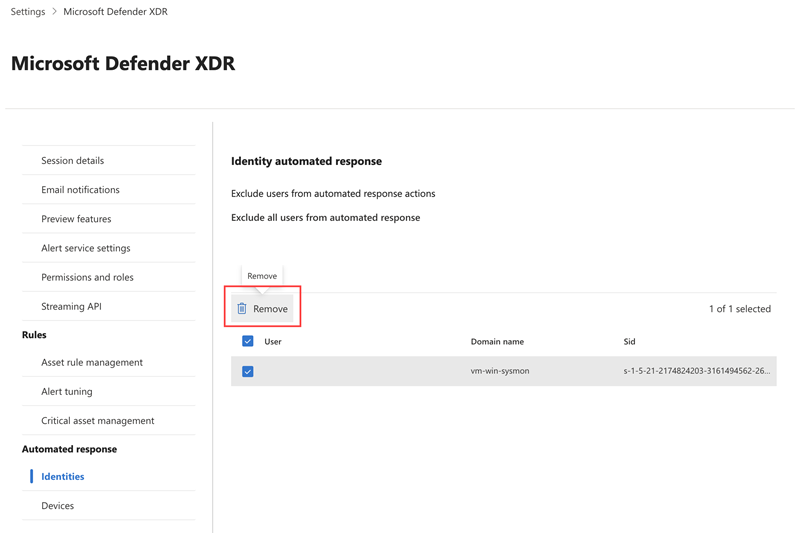 Settings > Microsoft Defender XDR
Microsoft Defender XDR
Session details
Email notifications
Preview features
Alert service settings
Permissions and roles
Streaming API
Rules
Asset rule management
Alert tuning
Critical asset management
Automated response
Identities
Devices
Identity automated response
Exclude users from automated response actions
Exclude all users from automated response
Remove
Remove 1 of 1 selected
User Domain name Sid
vm-win-sysmon s-1-5-21-2174824203-3161494562-26...